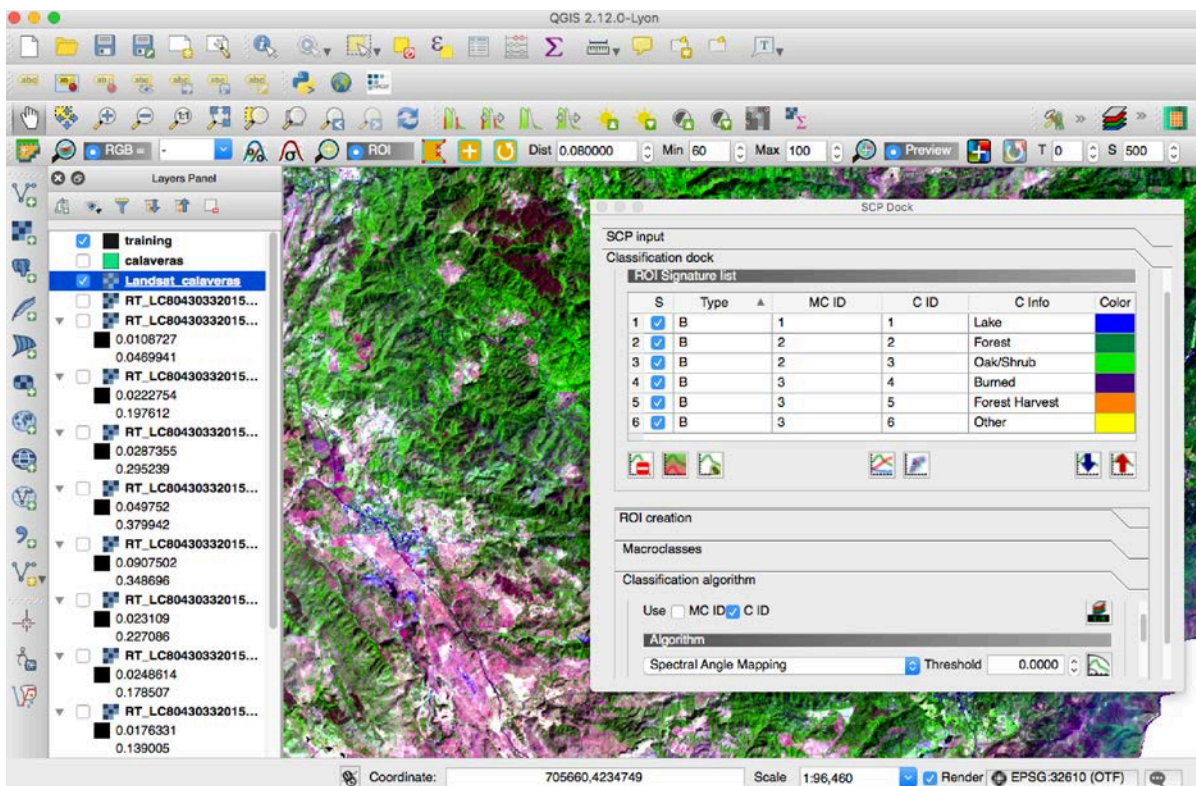 QGIS 2.12.0-Lyon
RGB = - ROI Dist 0.080000 Min 60 Max 100 Preview T 0 S 500
Layers Panel
training
calaveras
Landsat_calaveras
RT_LC80430332015...
RT_LC80430332015...
0.0108727
0.0469941
RT_LC80430332015...
0.0222754
0.197612
RT_LC80430332015...
0.0287355
0.295239
RT_LC80430332015...
0.049752
0.379942
RT_LC80430332015...
0.0907502
0.348696
RT_LC80430332015...
0.023109
0.227086
RT_LC80430332015...
0.0248614
0.178507
RT_LC80430332015...
0.0176331
0.139005
SCP Dock
SCP input
Classification dock
ROI Signature list
S Type MC ID C ID C Info Color
1 B 1 1 Lake
2 B 2 2 Forest
3 B 2 3 Oak/Shrub
4 B 3 4 Burned
5 B 3 5 Forest Harvest
6 B 3 6 Other
ROI creation
Macroclasses
Classification algorithm
Use MC ID C ID
Algorithm
Spectral Angle Mapping Threshold 0.0000
Coordinate: 705660,4234749 Scale 1:96,460 Render EPSG:32610 (OTF)